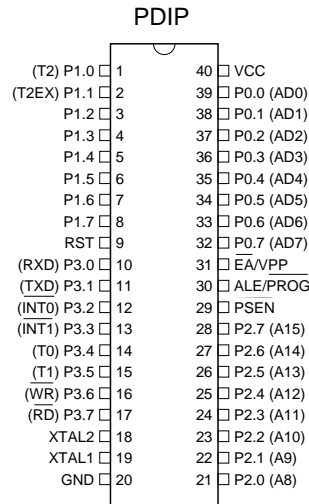 PDIP
(T2) P1.0 1 40 VCC
(T2EX) P1.1 2 39 P0.0 (AD0)
P1.2 3 38 P0.1 (AD1)
P1.3 4 37 P0.2 (AD2)
P1.4 5 36 P0.3 (AD3)
P1.5 6 35 P0.4 (AD4)
P1.6 7 34 P0.5 (AD5)
P1.7 8 33 P0.6 (AD6)
RST 9 32 P0.7 (AD7)
(RXD) P3.0 10 31 E̅A̅/VPP
(TXD) P3.1 11 30 ALE/P̅R̅O̅G̅
(I̅N̅T̅0̅) P3.2 12 29 P̅S̅E̅N̅
(I̅N̅T̅1̅) P3.3 13 28 P2.7 (A15)
(T0) P3.4 14 27 P2.6 (A14)
(T1) P3.5 15 26 P2.5 (A13)
(W̅R̅) P3.6 16 25 P2.4 (A12)
(R̅D̅) P3.7 17 24 P2.3 (A11)
XTAL2 18 23 P2.2 (A10)
XTAL1 19 22 P2.1 (A9)
GND 20 21 P2.0 (A8)